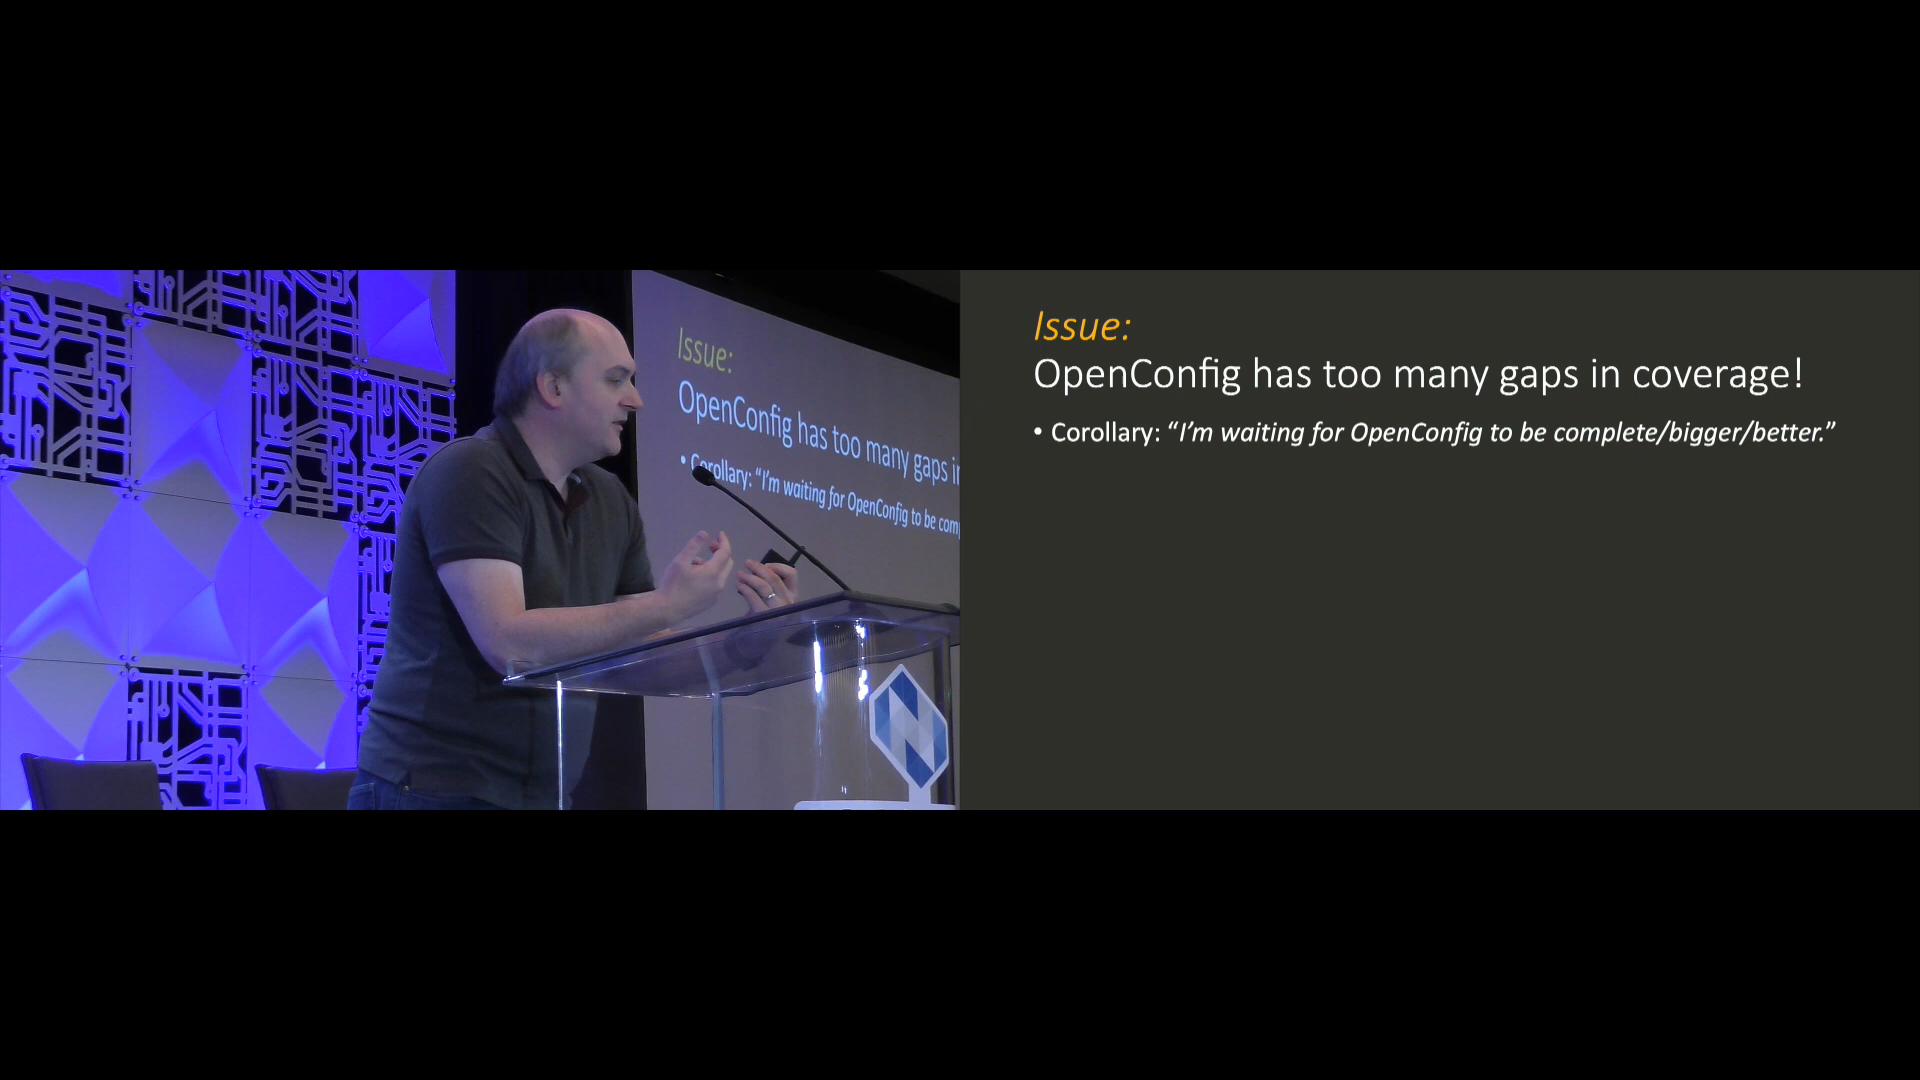 Issue:
OpenConfig has too many gaps in
• Corollary: “I’m waiting for OpenConfig to be com
Issue:
OpenConfig has too many gaps in coverage!
• Corollary: “I’m waiting for OpenConfig to be complete/bigger/better.”